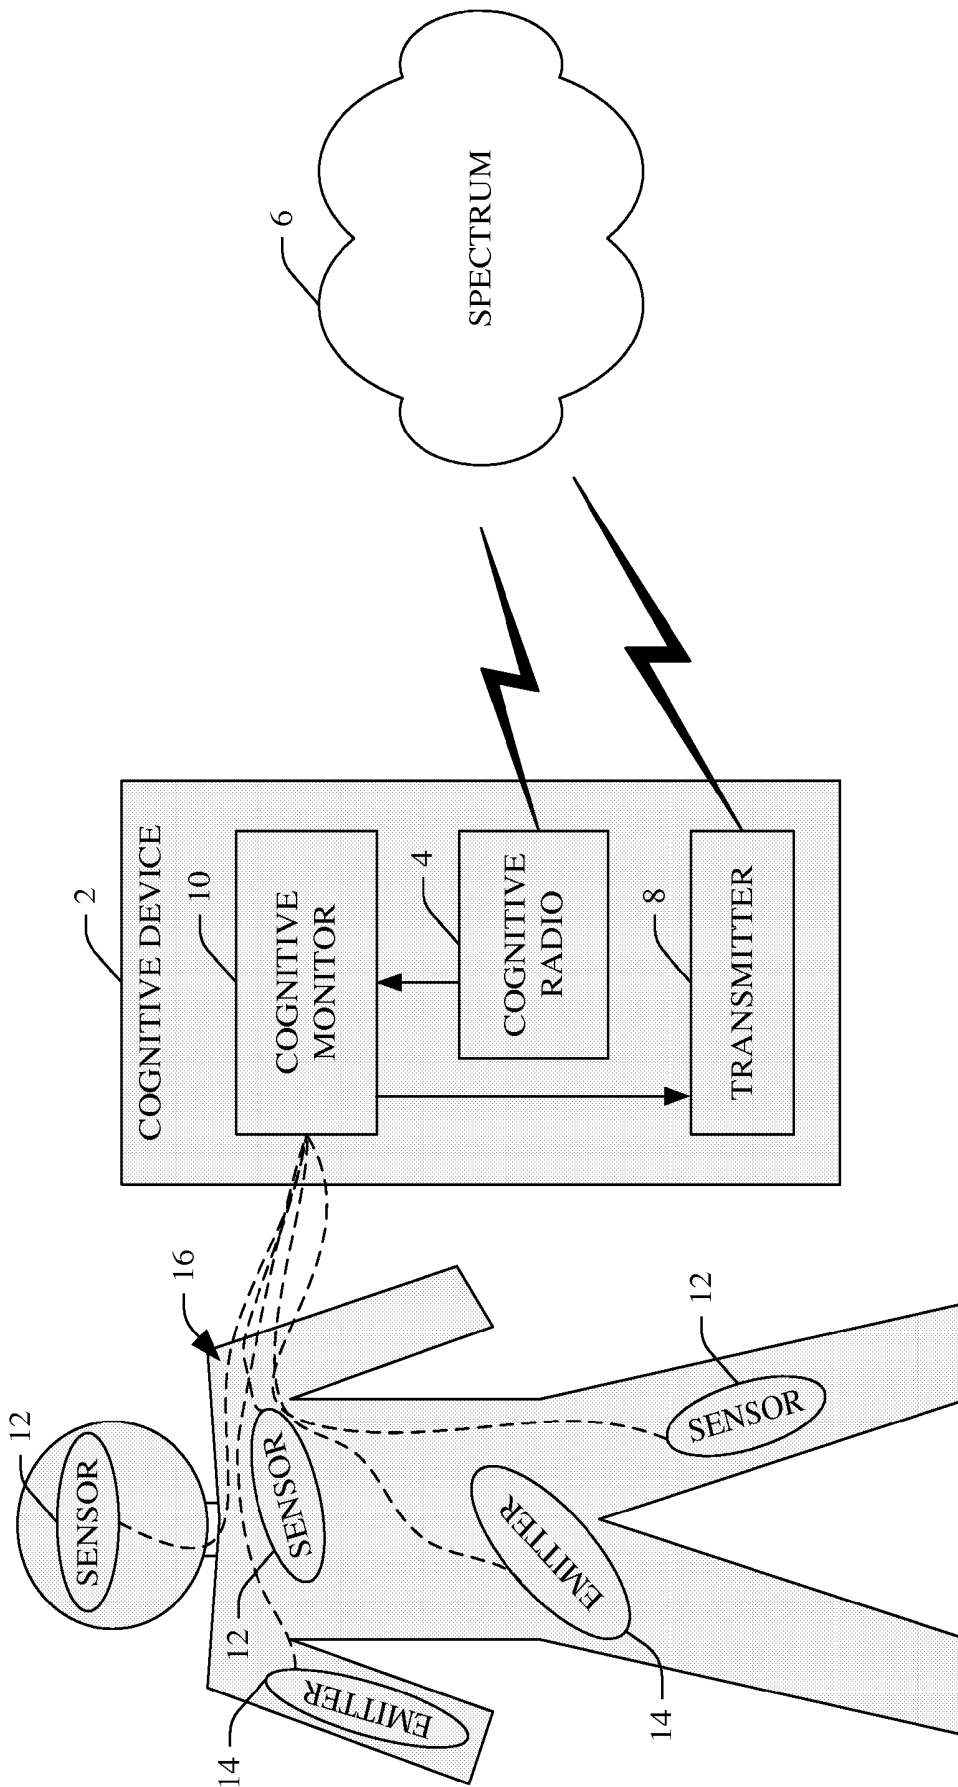 12
SENSOR
14
EMITTER
12
SENSOR
16
EMITTER
14
SENSOR
12
2
COGNITIVE DEVICE
10
COGNITIVE
MONITOR
4
COGNITIVE
RADIO
8
TRANSMITTER
6
SPECTRUM